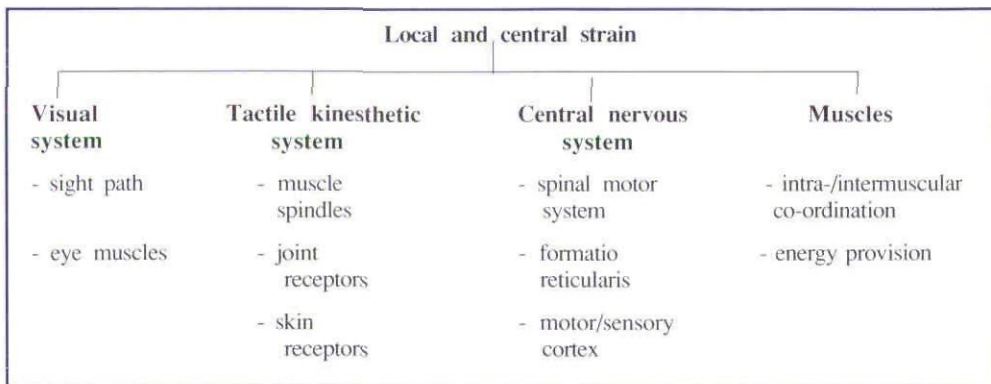 Local and central strain
Visual
system
- sight path
- eye muscles
Tactile kinesthetic
system
- muscle
spindles
- joint
receptors
- skin
receptors
Central nervous
system
- spinal motor
system
- formatio
reticularis
- motor/sensory
cortex
Muscles
- intra-/intermuscular
co-ordination
- energy provision